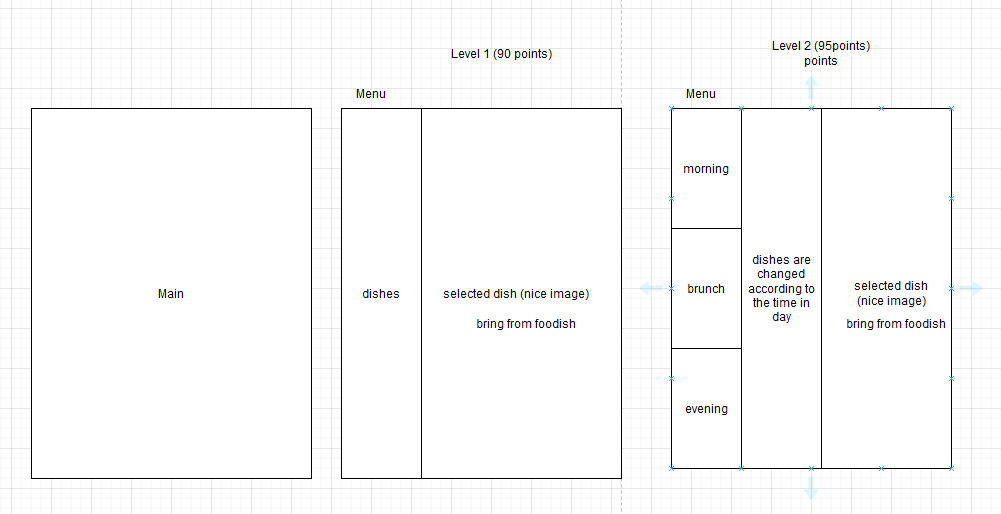 Level 1 (90 points)
Level 2 (95points)
points
Menu
Menu
Main
dishes
selected dish (nice image)
bring from foodish
morning
brunch
evening
dishes are
changed
according to
the time in
day
selected dish
(nice image)
bring from foodish